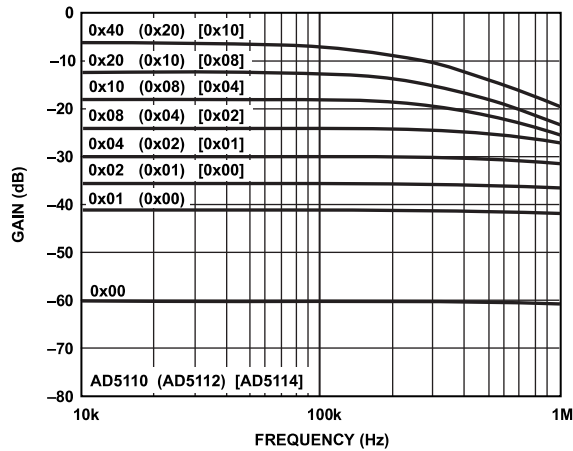 0
–10
–20
–30
–40
–50
–60
–70
–80
GAIN (dB)
0x40 (0x20) [0x10]
0x20 (0x10) [0x08]
0x10 (0x08) [0x04]
0x08 (0x04) [0x02]
0x04 (0x02) [0x01]
0x02 (0x01) [0x00]
0x01 (0x00)
0x00
AD5110 (AD5112) [AD5114]
10k 100k 1M
FREQUENCY (Hz)